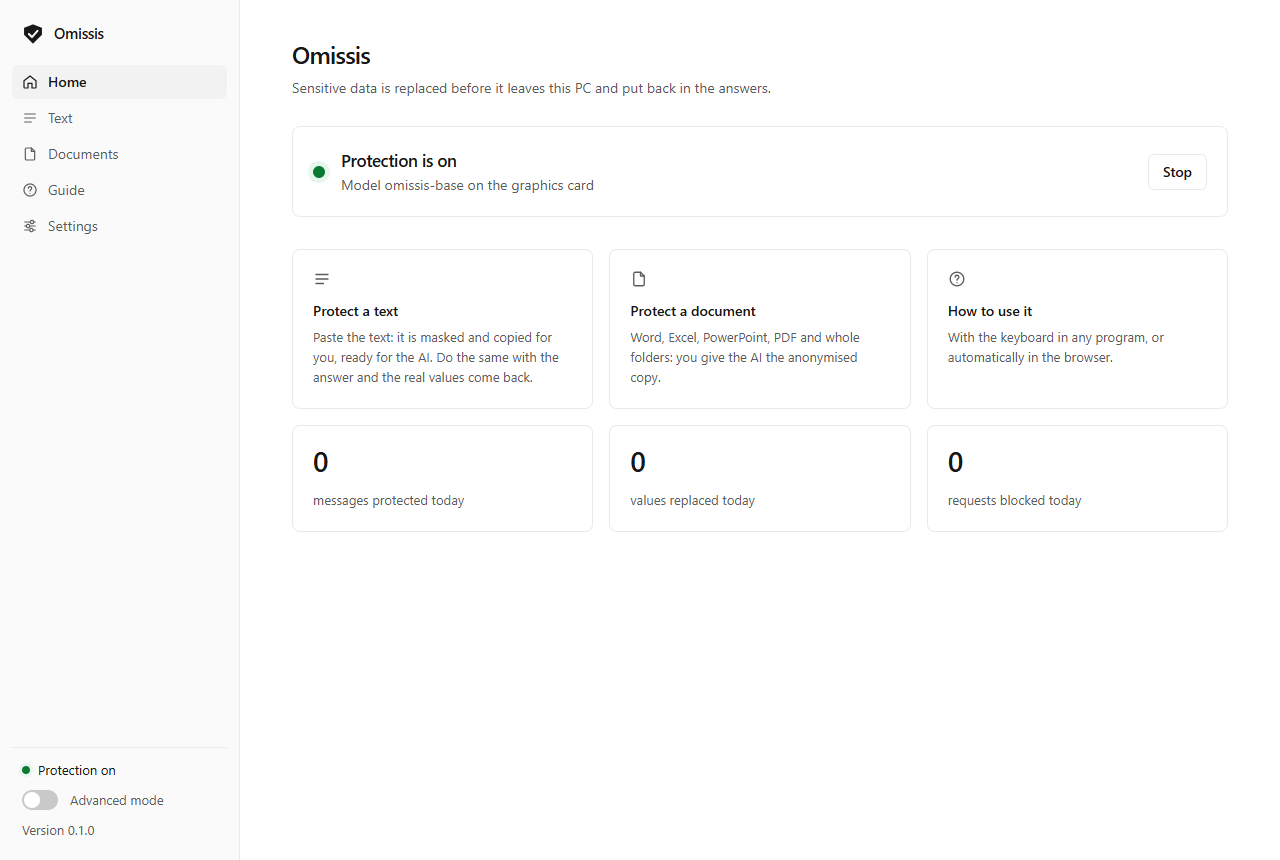 Omissis
Home
Text
Documents
Guide
Settings
Protection on
Advanced mode
Version 0.1.0
Omissis
Sensitive data is replaced before it leaves this PC and put back in the answers.
Protection is on
Model omissis-base on the graphics card
Stop
Protect a text
Paste the text: it is masked and copied for
you, ready for the AI. Do the same with the
answer and the real values come back.
Protect a document
Word, Excel, PowerPoint, PDF and whole
folders: you give the AI the anonymised
copy.
How to use it
With the keyboard in any program, or
automatically in the browser.
0
messages protected today
0
values replaced today
0
requests blocked today